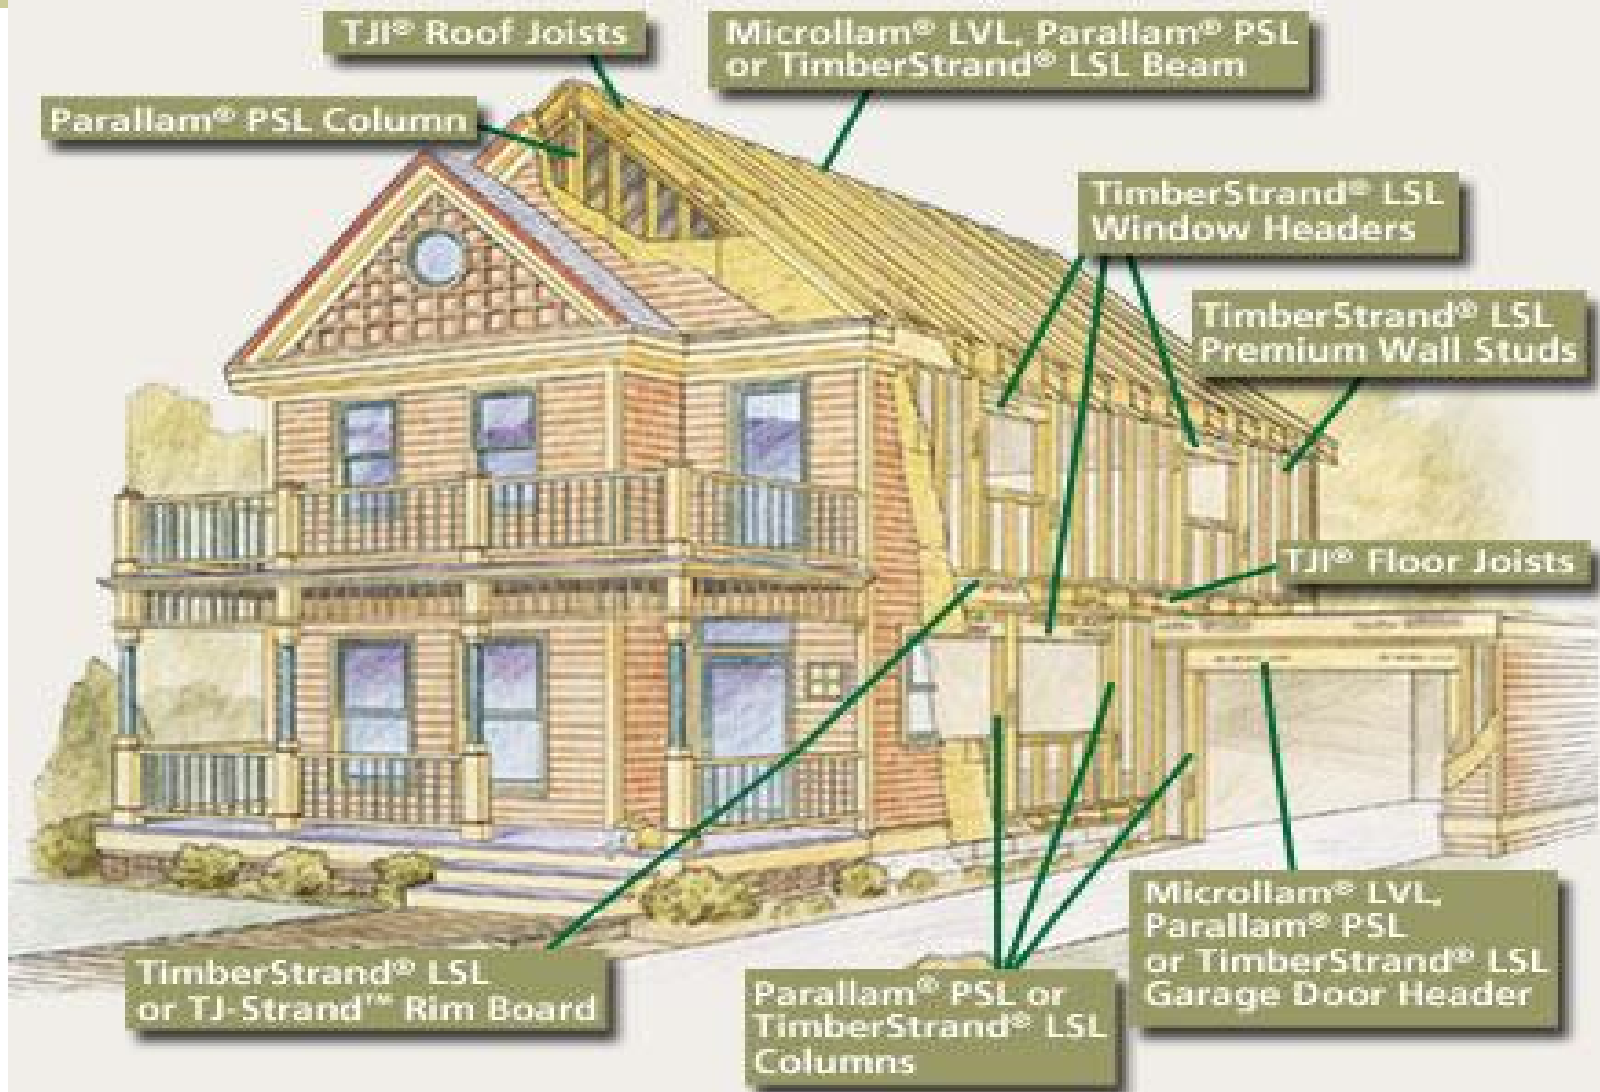 TJI® Roof Joists
Microllam® LVL, Parallam® PSL
or TimberStrand® LSL Beam
Parallam® PSL Column
TimberStrand® LSL
Window Headers
TimberStrand® LSL
Premium Wall Studs
TJI® Floor Joists
TimberStrand® LSL
or TJ-Strand™ Rim Board
Parallam® PSL or
TimberStrand® LSL
Columns
Microllam® LVL,
Parallam® PSL
or TimberStrand® LSL
Garage Door Header